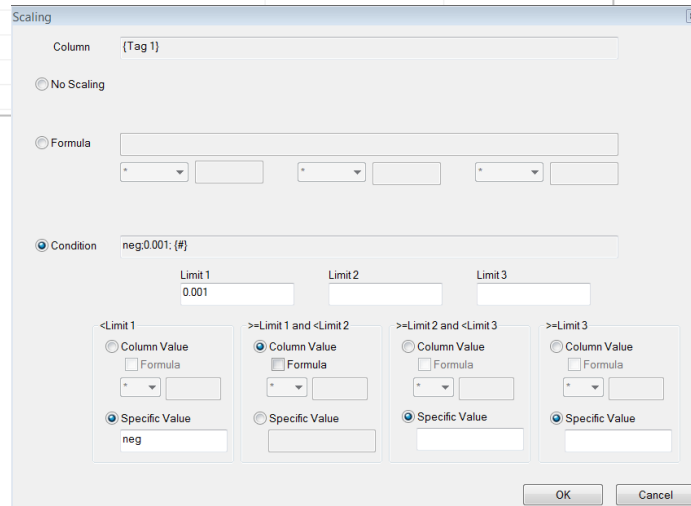 Scaling
Column {Tag 1}
No Scaling
Formula
* * *
Condition neg;0.001; {#}
Limit 1 Limit 2 Limit 3
0.001
<Limit 1 >=Limit 1 and <Limit 2 >=Limit 2 and <Limit 3 >=Limit 3
Column Value Column Value Column Value Column Value
Formula Formula Formula Formula
* * * *
Specific Value Specific Value Specific Value Specific Value
neg
OK Cancel